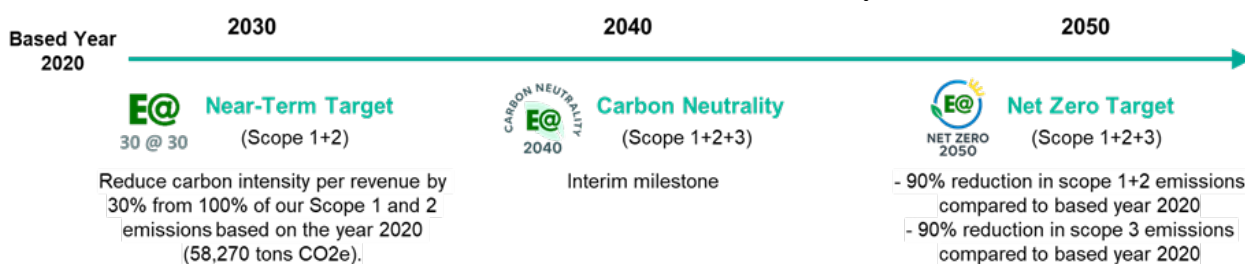 Based Year
2020
2030
2040
2050
E@
30 @ 30
Near-Term Target
(Scope 1+2)
Reduce carbon intensity per revenue by
30% from 100% of our Scope 1 and 2
emissions based on the year 2020
(58,270 tons CO2e).
CARBON NEUTRALITY
E@
2040
Carbon Neutrality
(Scope 1+2+3)
Interim milestone
E@
NET ZERO
2050
Net Zero Target
(Scope 1+2+3)
- 90% reduction in scope 1+2 emissions
compared to based year 2020
- 90% reduction in scope 3 emissions
compared to based year 2020